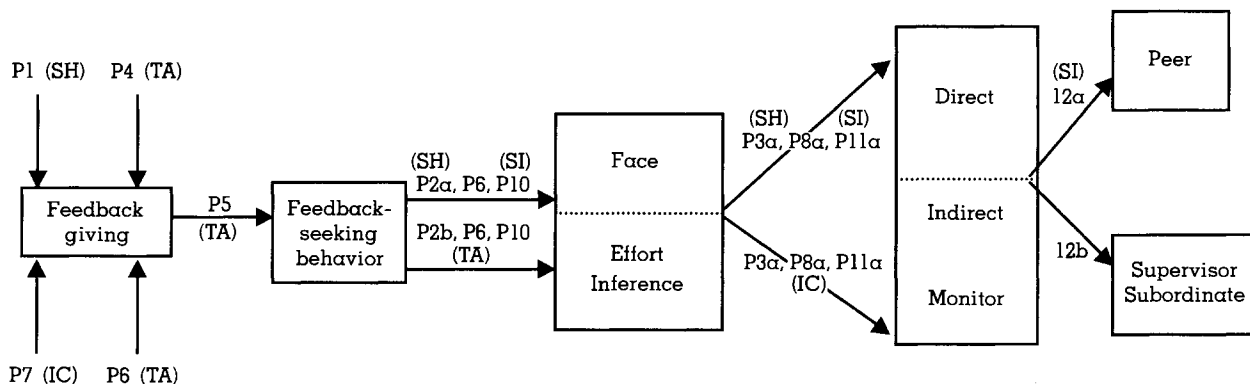 P1 (SH) P4 (TA)
Feedback
giving
P7 (IC) P6 (TA)
P5
(TA)
Feedback-
seeking
behavior
(SH) (SI)
P2a, P6, P10
P2b, P6, P10
(TA)
Face
Effort
Inference
(SH) (SI)
P3a, P8a, P11a
P3a, P8a, P11a
(IC)
Direct
Indirect
Monitor
(SI)
12a
12b
Peer
Supervisor
Subordinate